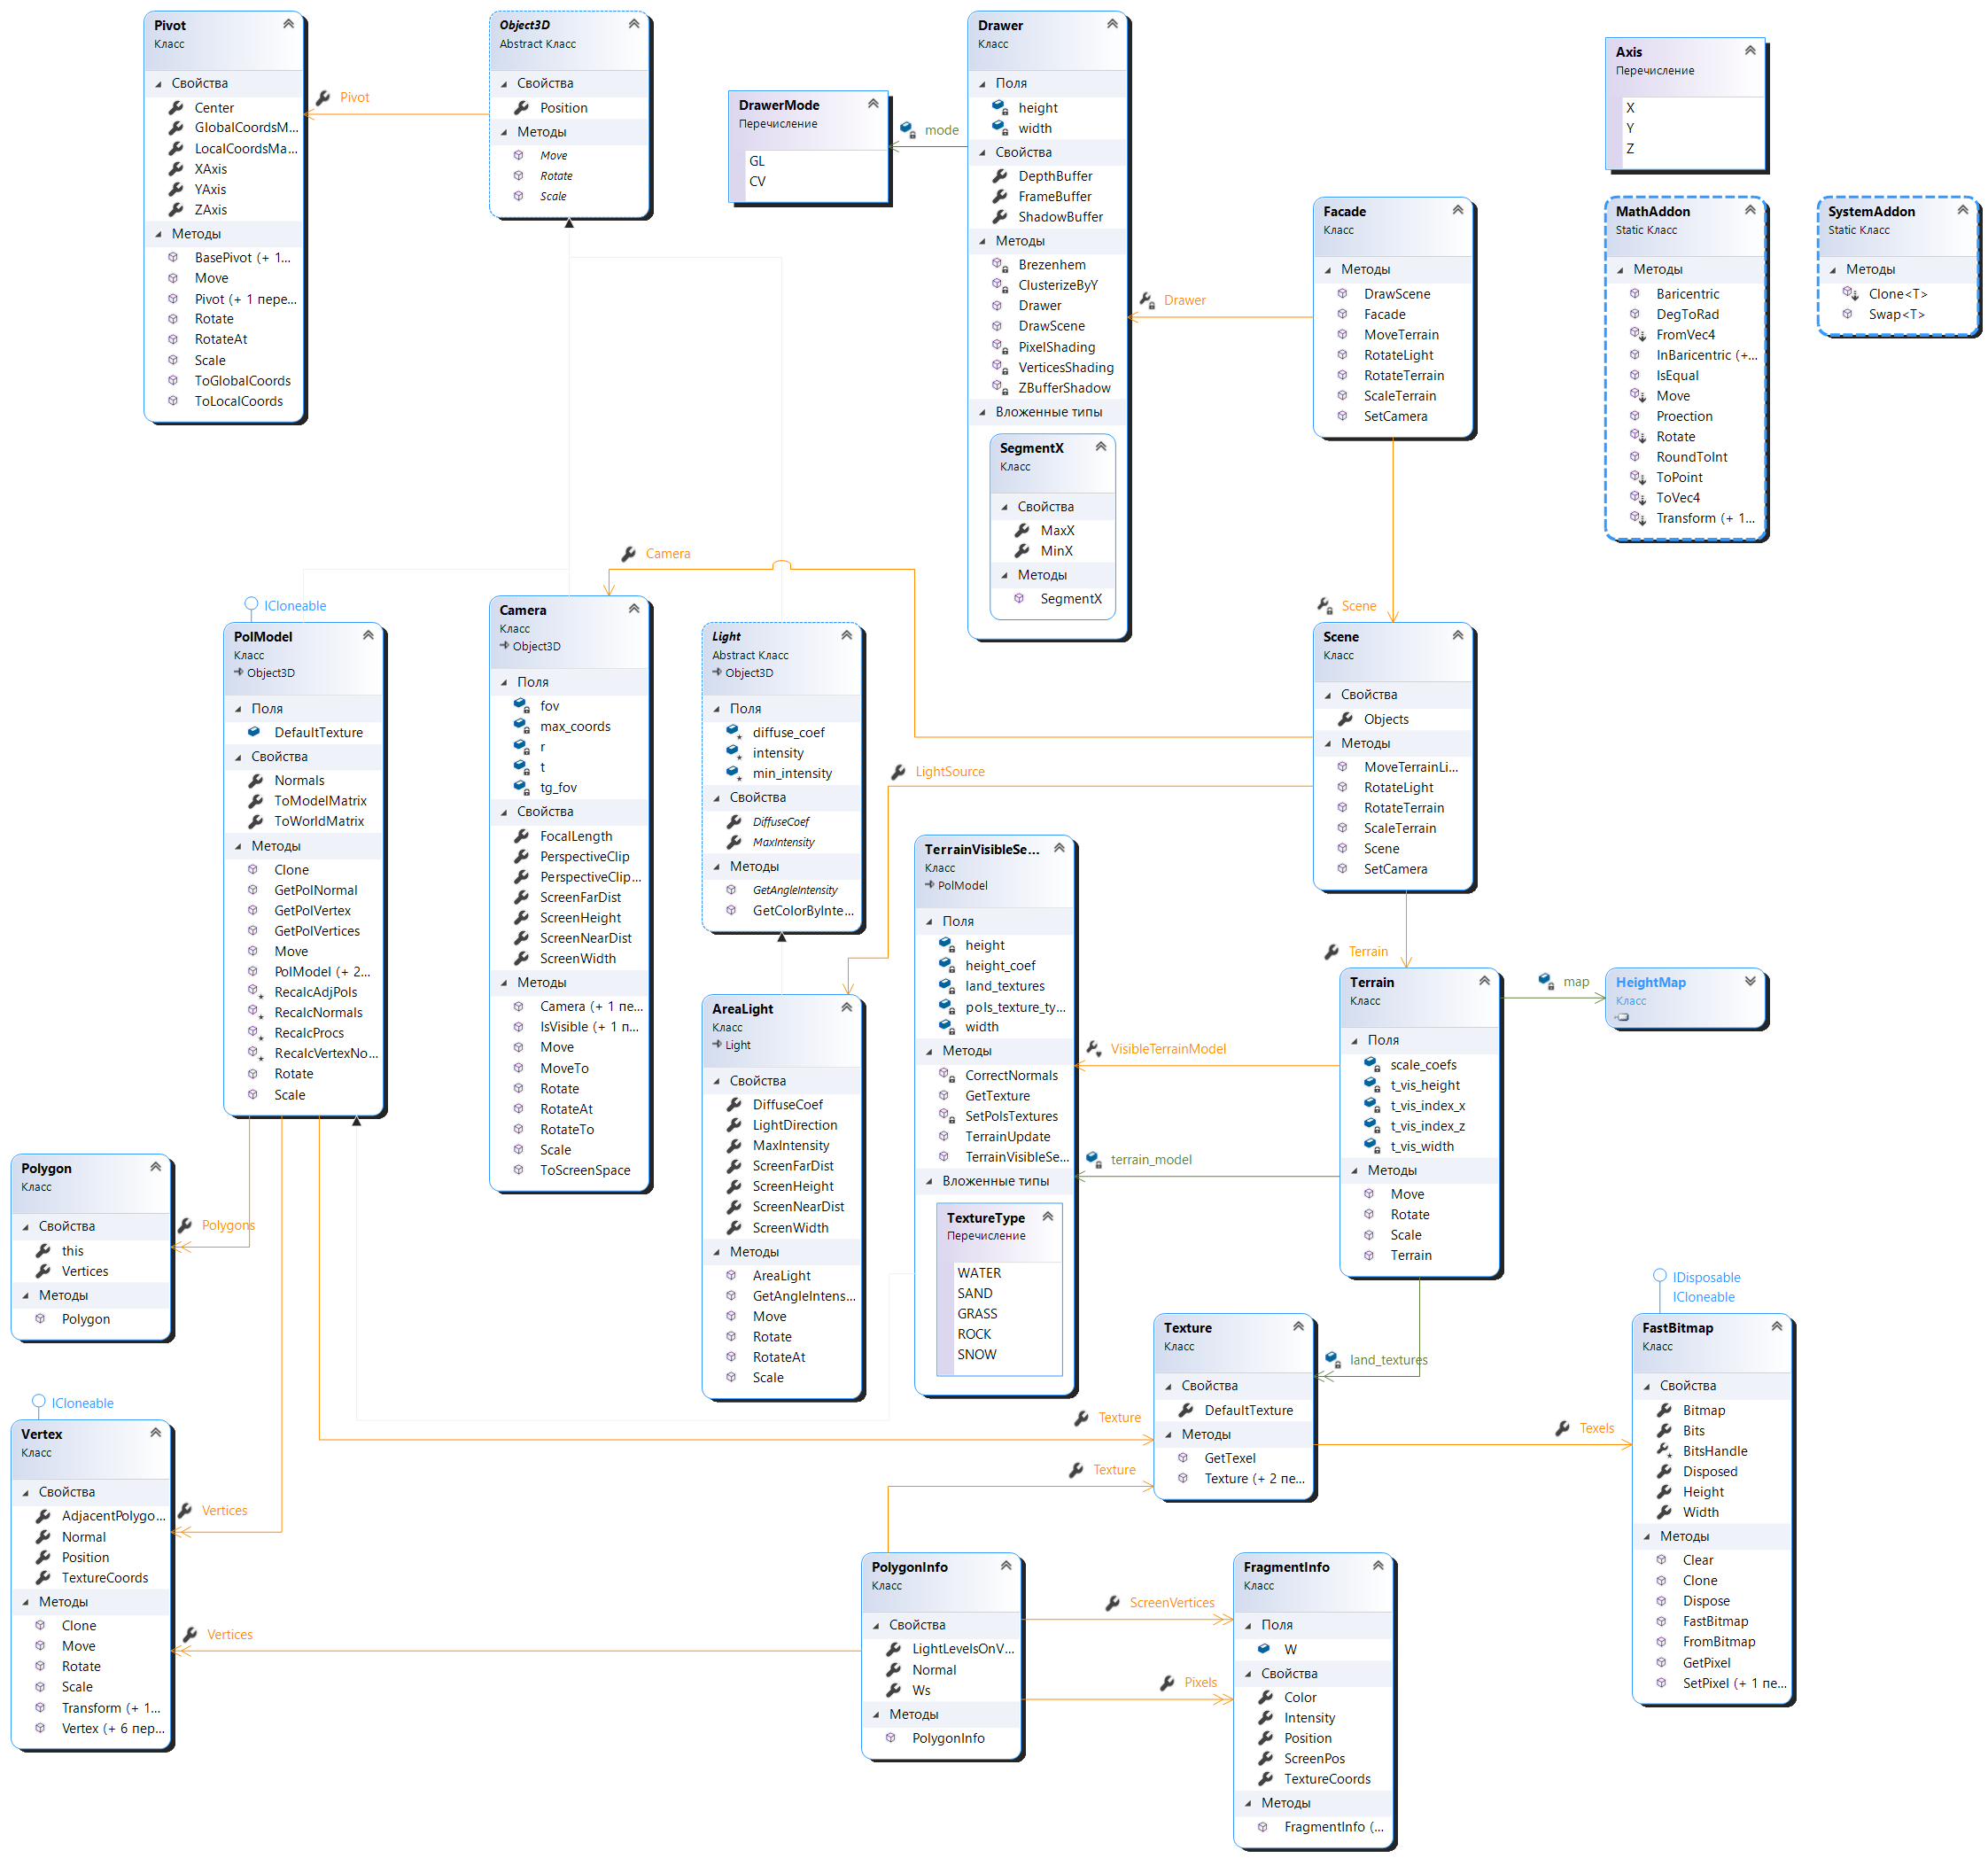 Pivot
Класс
Свойства
Center
GlobalCoordsM...
LocalCoordsMa...
XAxis
YAxis
ZAxis
Методы
BasePivot (+ 1...
Move
Pivot (+ 1 пере...
Rotate
RotateAt
Scale
ToGlobalCoords
ToLocalCoords
Pivot
Object3D
Abstract Класс
Свойства
Position
Методы
Move
Rotate
Scale
DrawerMode
Перечисление
GL
CV
mode
Drawer
Класс
Поля
height
width
Свойства
DepthBuffer
FrameBuffer
ShadowBuffer
Методы
Brezenhem
ClusterizeByY
Drawer
DrawScene
PixelShading
VerticesShading
ZBufferShadow
Вложенные типы
SegmentX
Класс
Свойства
MaxX
MinX
Методы
SegmentX
Drawer
Facade
Класс
Методы
DrawScene
Facade
MoveTerrain
RotateLight
RotateTerrain
ScaleTerrain
SetCamera
Axis
Перечисление
X
Y
Z
MathAddon
Static Класс
Методы
Baricentric
DegToRad
FromVec4
InBaricentric (+...
IsEqual
Move
Proection
Rotate
RoundToInt
ToPoint
ToVec4
Transform (+ 1...
SystemAddon
Static Класс
Методы
Clone<T>
Swap<T>
ICloneable
PolModel
Класс
Object3D
Поля
DefaultTexture
Свойства
Normals
ToModelMatrix
ToWorldMatrix
Методы
Clone
GetPolNormal
GetPolVertex
GetPolVertices
Move
PolModel (+ 2...
RecalcAdjPols
RecalcNormals
RecalcProcs
RecalcVertexNo...
Rotate
Scale
Camera
Camera
Класс
Object3D
Поля
fov
max_coords
r
t
tg_fov
Свойства
FocalLength
PerspectiveClip
PerspectiveClip...
ScreenFarDist
ScreenHeight
ScreenNearDist
ScreenWidth
Методы
Camera (+ 1 пе...
IsVisible (+ 1 п...
Move
MoveTo
Rotate
RotateAt
RotateTo
Scale
ToScreenSpace
Light
Abstract Класс
Object3D
Поля
diffuse_coef
intensity
min_intensity
Свойства
DiffuseCoef
MaxIntensity
Методы
GetAngleIntensity
GetColorByInte...
LightSource
Scene
Scene
Класс
Свойства
Objects
Методы
MoveTerrainLi...
RotateLight
RotateTerrain
ScaleTerrain
Scene
SetCamera
TerrainVisibleSe...
Класс
PolModel
Поля
height
height_coef
land_textures
pols_texture_ty...
width
Методы
CorrectNormals
GetTexture
SetPolsTextures
TerrainUpdate
TerrainVisibleSe...
Вложенные типы
TextureType
Перечисление
WATER
SAND
GRASS
ROCK
SNOW
AreaLight
Класс
Light
Свойства
DiffuseCoef
LightDirection
MaxIntensity
ScreenFarDist
ScreenHeight
ScreenNearDist
ScreenWidth
Методы
AreaLight
GetAngleIntens...
Move
Rotate
RotateAt
Scale
Terrain
Terrain
Класс
Поля
scale_coefs
t_vis_height
t_vis_index_x
t_vis_index_z
t_vis_width
Методы
Move
Rotate
Scale
Terrain
map
HeightMap
Класс
VisibleTerrainModel
terrain_model
Polygon
Класс
Свойства
this
Vertices
Методы
Polygon
Polygons
ICloneable
Vertex
Класс
Свойства
AdjacentPolygo...
Normal
Position
TextureCoords
Методы
Clone
Move
Rotate
Scale
Transform (+ 1...
Vertex (+ 6 пер...
Vertices
Vertices
Texture
Класс
Свойства
DefaultTexture
Методы
GetTexel
Texture (+ 2 пе...
land_textures
Texture
Texture
Texels
IDisposable
ICloneable
FastBitmap
Класс
Свойства
Bitmap
Bits
BitsHandle
Disposed
Height
Width
Методы
Clear
Clone
Dispose
FastBitmap
FromBitmap
GetPixel
SetPixel (+ 1 пе...
PolygonInfo
Класс
Свойства
LightLevelsOnV...
Normal
Ws
Методы
PolygonInfo
ScreenVertices
Pixels
FragmentInfo
Класс
Поля
W
Свойства
Color
Intensity
Position
ScreenPos
TextureCoords
Методы
FragmentInfo (...